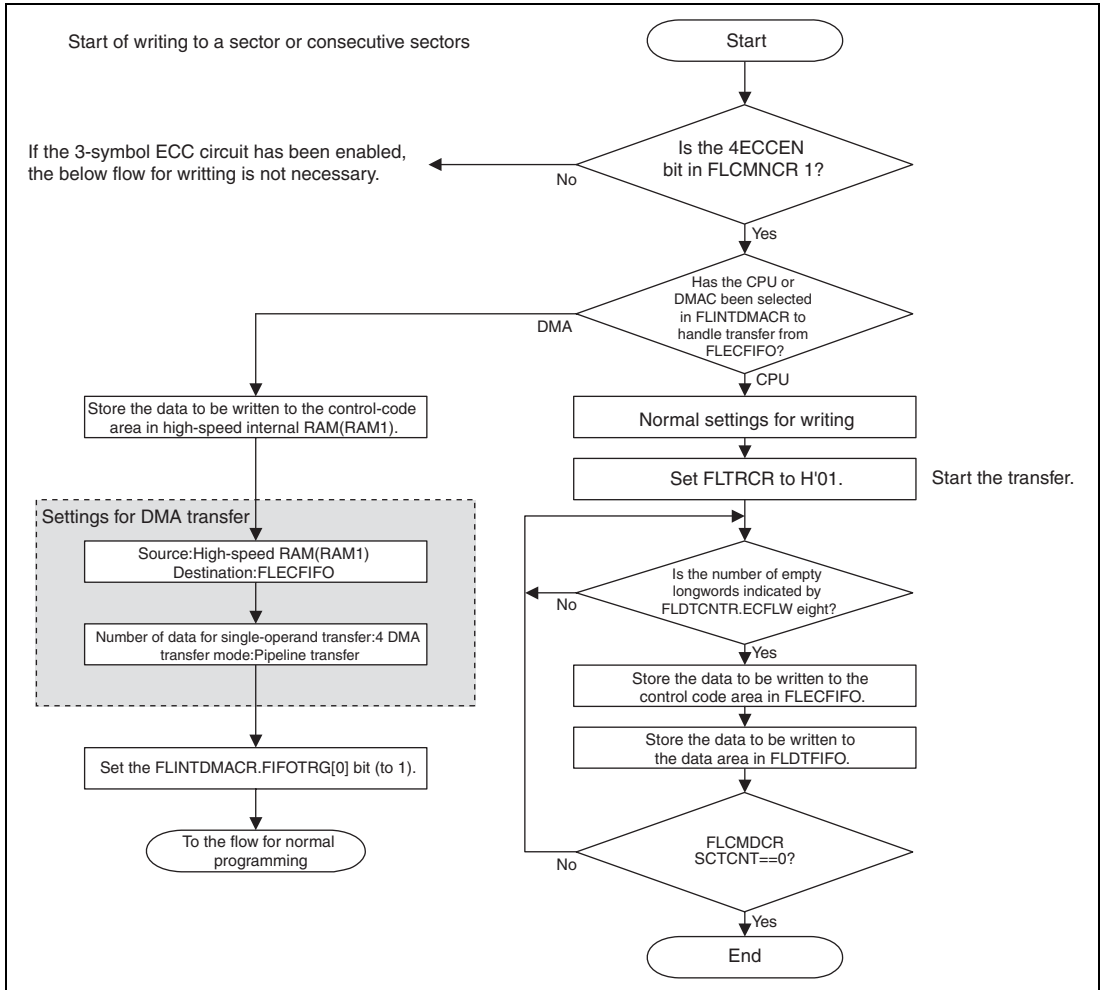 Start of writing to a sector or consecutive sectors
Start
If the 3-symbol ECC circuit has been enabled,
the below flow for writting is not necessary.
No
Is the 4ECCEN
bit in FLCMNCR 1?
Yes
Has the CPU or
DMAC been selected
in FLINTDMACR to
handle transfer from
FLECFIFO?
DMA
CPU
Store the data to be written to the control-code
area in high-speed internal RAM(RAM1).
Settings for DMA transfer
Source:High-speed RAM(RAM1)
Destination:FLECFIFO
Number of data for single-operand transfer:4 DMA
transfer mode:Pipeline transfer
Set the FLINTDMACR.FIFOTRG[0] bit (to 1).
To the flow for normal
programming
Normal settings for writing
Set FLTRCR to H'01.
Start the transfer.
Is the number of empty
longwords indicated by
FLDTCNTR.ECFLW eight?
No
Yes
Store the data to be written to the
control code area in FLECFIFO.
Store the data to be written to
the data area in FLDTFIFO.
FLCMDCR
SCTCNT==0?
No
Yes
End